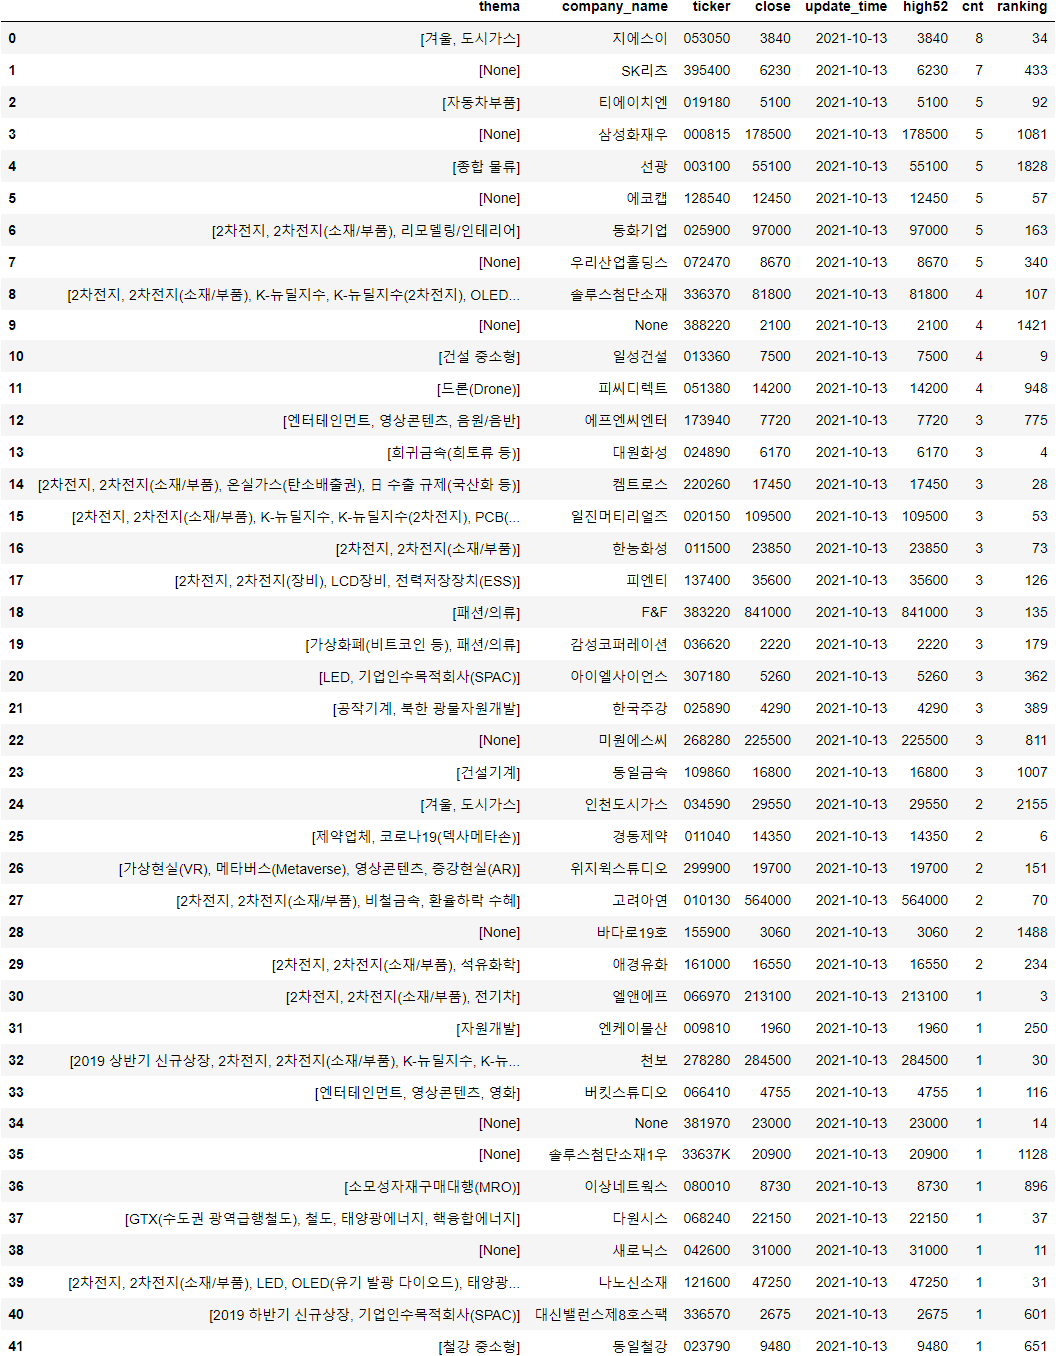 thema company_name ticker close update_time high52 cnt ranking
0 [겨울, 도시가스] 지에스이 053050 3840 2021-10-13 3840 8 34
1 [None] SK리츠 395400 6230 2021-10-13 6230 7 433
2 [자동차부품] 티에이치엔 019180 5100 2021-10-13 5100 5 92
3 [None] 삼성화재우 000815 178500 2021-10-13 178500 5 1081
4 [종합 물류] 선광 003100 55100 2021-10-13 55100 5 1828
5 [None] 에코캡 128540 12450 2021-10-13 12450 5 57
6 [2차전지, 2차전지(소재/부품), 리모델링/인테리어] 동화기업 025900 97000 2021-10-13 97000 5 163
7 [None] 우리산업홀딩스 072470 8670 2021-10-13 8670 5 340
8 [2차전지, 2차전지(소재/부품), K-뉴딜지수, K-뉴딜지수(2차전지), OLED... 솔루스첨단소재 336370 81800 2021-10-13 81800 4 107
9 [None] None 388220 2100 2021-10-13 2100 4 1421
10 [건설 중소형] 일성건설 013360 7500 2021-10-13 7500 4 9
11 [드론(Drone)] 피씨디렉트 051380 14200 2021-10-13 14200 4 948
12 [엔터테인먼트, 영상콘텐츠, 음원/음반] 에프엔씨엔터 173940 7720 2021-10-13 7720 3 775
13 [희귀금속(희토류 등)] 대원화성 024890 6170 2021-10-13 6170 3 4
14 [2차전지, 2차전지(소재/부품), 온실가스(탄소배출권), 日 수출 규제(국산화 등)] 켐트로스 220260 17450 2021-10-13 17450 3 28
15 [2차전지, 2차전지(소재/부품), K-뉴딜지수, K-뉴딜지수(2차전지), PCB(... 일진머티리얼즈 020150 109500 2021-10-13 109500 3 53
16 [2차전지, 2차전지(소재/부품)] 한농화성 011500 23850 2021-10-13 23850 3 73
17 [2차전지, 2차전지(장비), LCD장비, 전력저장장치(ESS)] 피엔티 137400 35600 2021-10-13 35600 3 126
18 [패션/의류] F&F 383220 841000 2021-10-13 841000 3 135
19 [가상화폐(비트코인 등), 패션/의류] 감성코퍼레이션 036620 2220 2021-10-13 2220 3 179
20 [LED, 기업인수목적회사(SPAC)] 아이엘사이언스 307180 5260 2021-10-13 5260 3 362
21 [공작기계, 북한 광물자원개발] 한국주강 025890 4290 2021-10-13 4290 3 389
22 [None] 미원에스씨 268280 225500 2021-10-13 225500 3 811
23 [건설기계] 동일금속 109860 16800 2021-10-13 16800 3 1007
24 [겨울, 도시가스] 인천도시가스 034590 29550 2021-10-13 29550 2 2155
25 [제약업체, 코로나19(덱사메타손)] 경동제약 011040 14350 2021-10-13 14350 2 6
26 [가상현실(VR), 메타버스(Metaverse), 영상콘텐츠, 증강현실(AR)] 위지윅스튜디오 299900 19700 2021-10-13 19700 2 151
27 [2차전지, 2차전지(소재/부품), 비철금속, 환율하락 수혜] 고려아연 010130 564000 2021-10-13 564000 2 70
28 [None] 바다로19호 155900 3060 2021-10-13 3060 2 1488
29 [2차전지, 2차전지(소재/부품), 석유화학] 애경유화 161000 16550 2021-10-13 16550 2 234
30 [2차전지, 2차전지(소재/부품), 전기차] 엘앤에프 066970 213100 2021-10-13 213100 1 3
31 [자원개발] 엔케이물산 009810 1960 2021-10-13 1960 1 250
32 [2019 상반기 신규상장, 2차전지, 2차전지(소재/부품), K-뉴딜지수, K-뉴... 천보 278280 284500 2021-10-13 284500 1 30
33 [엔터테인먼트, 영상콘텐츠, 영화] 버킷스튜디오 066410 4755 2021-10-13 4755 1 116
34 [None] None 381970 23000 2021-10-13 23000 1 14
35 [None] 솔루스첨단소재1우 33637K 20900 2021-10-13 20900 1 1128
36 [소모성자재구매대행(MRO)] 이상네트웍스 080010 8730 2021-10-13 8730 1 896
37 [GTX(수도권 광역급행철도), 철도, 태양광에너지, 핵융합에너지] 다원시스 068240 22150 2021-10-13 22150 1 37
38 [None] 새로닉스 042600 31000 2021-10-13 31000 1 11
39 [2차전지, 2차전지(소재/부품), LED, OLED(유기 발광 다이오드), 태양광... 나노신소재 121600 47250 2021-10-13 47250 1 31
40 [2019 하반기 신규상장, 기업인수목적회사(SPAC)] 대신밸런스제8호스팩 336570 2675 2021-10-13 2675 1 601
41 [철강 중소형] 동일철강 023790 9480 2021-10-13 9480 1 651